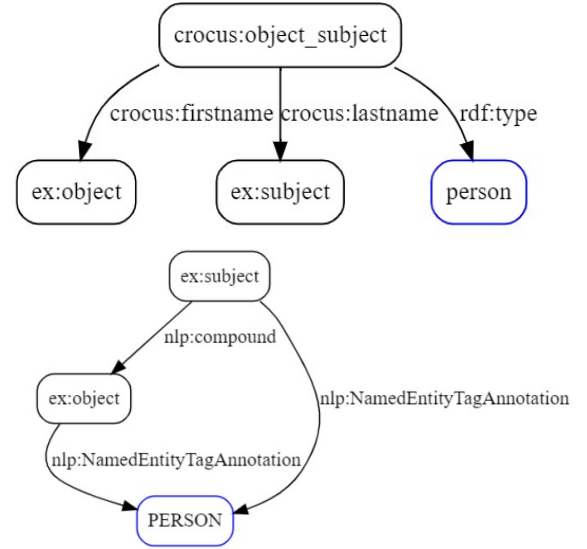 crocus:object_subject
crocus:firstname crocus:lastname rdf:type
ex:object ex:subject person
ex:subject
nlp:compound
ex:object nlp:NamedEntityTagAnnotation
nlp:NamedEntityTagAnnotation
PERSON